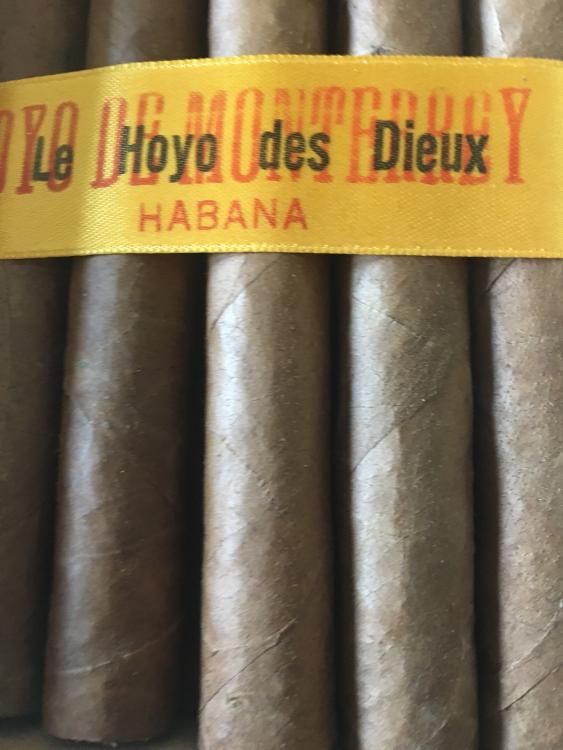 OYO DE MONTERREY
Le Hoyo des Dieux
HABANA